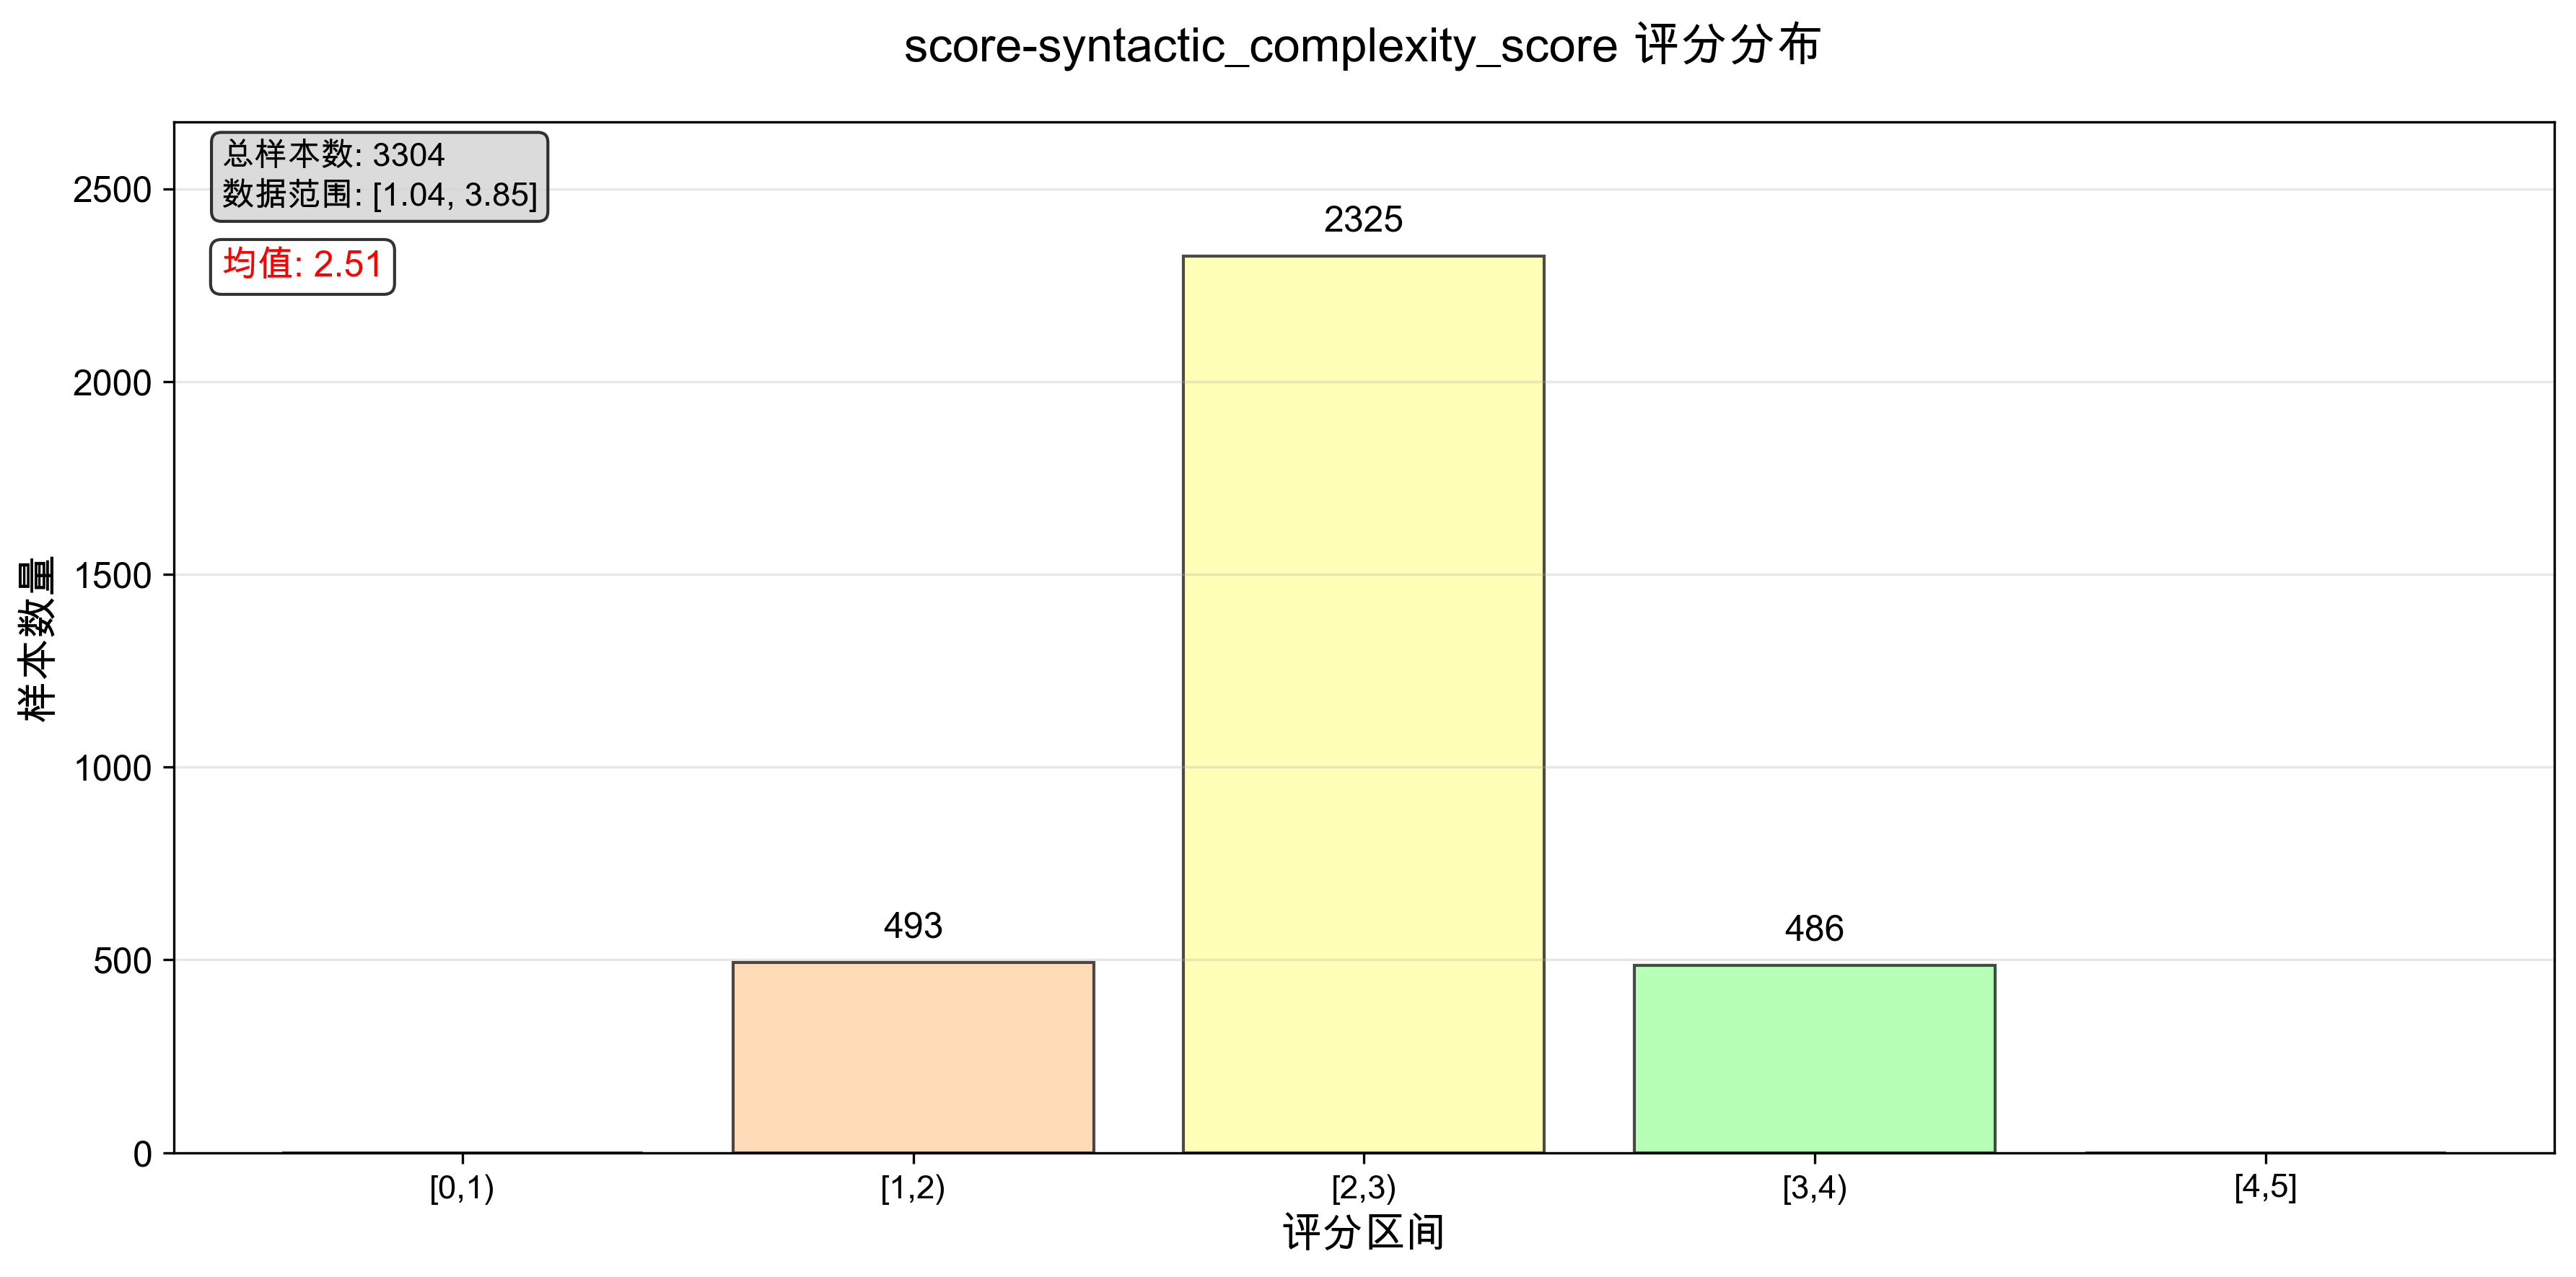 score-syntactic_complexity_score 评分分布
总样本数: 3304
数据范围: [1.04, 3.85]
均值: 2.51
样本数量
2500
2000
1500
1000
500
0
2325
493
486
[0,1)
[1,2)
[2,3)
[3,4)
[4,5]
评分区间